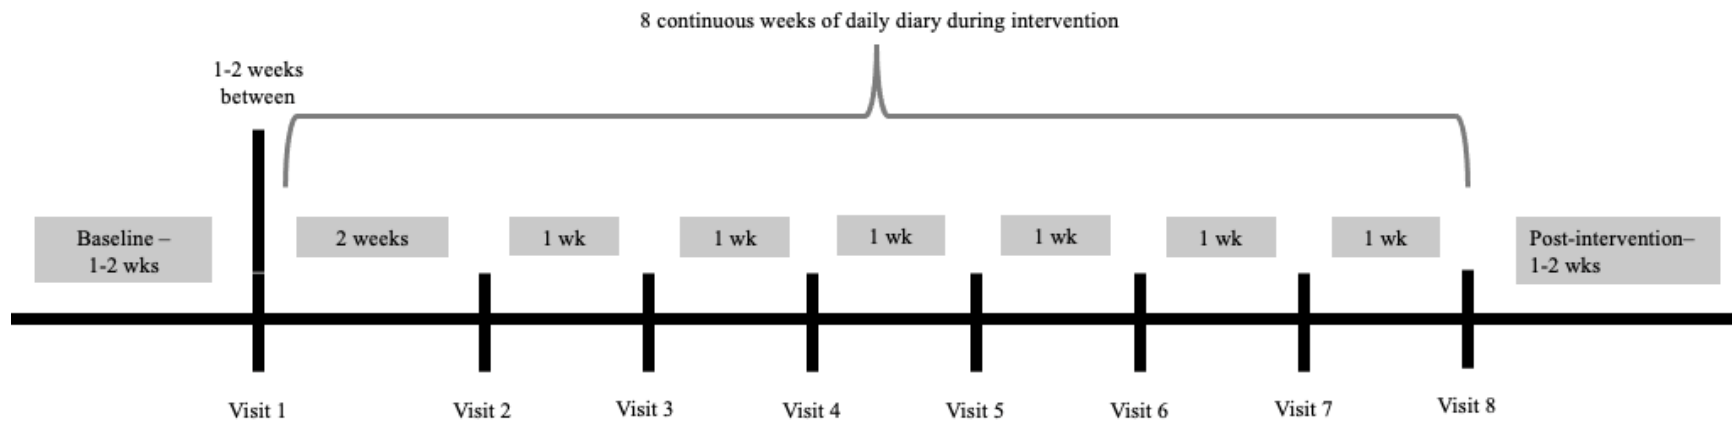 8 continuous weeks of daily diary during intervention
1-2 weeks
between
Baseline –
1-2 wks
2 weeks
1 wk
1 wk
1 wk
1 wk
1 wk
1 wk
Post-intervention–
1-2 wks
Visit 1
Visit 2
Visit 3
Visit 4
Visit 5
Visit 6
Visit 7
Visit 8